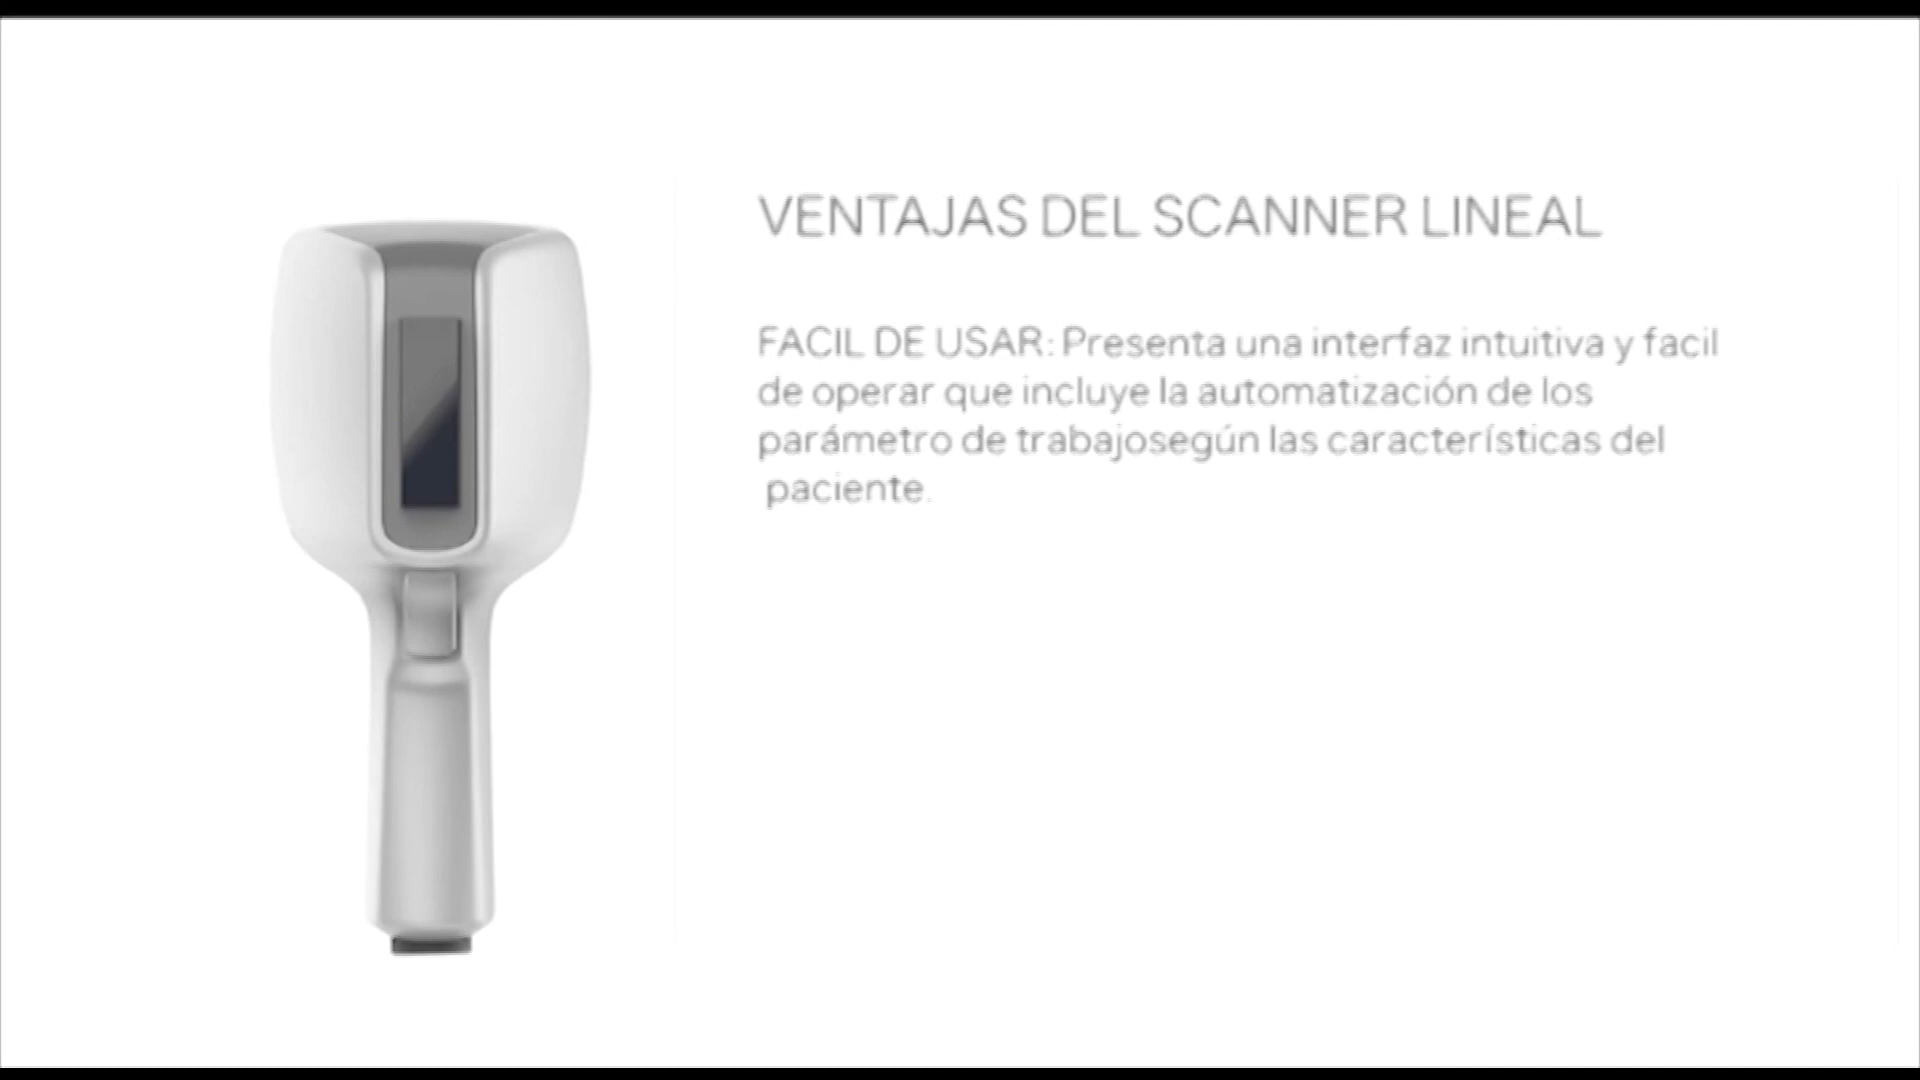 VENTAJAS DEL SCANNER LINEAL
FACIL DE USAR: Presenta una interfaz intuitiva y facil
de operar que incluye la automatización de los
parámetro de trabajosegún las características del
paciente.